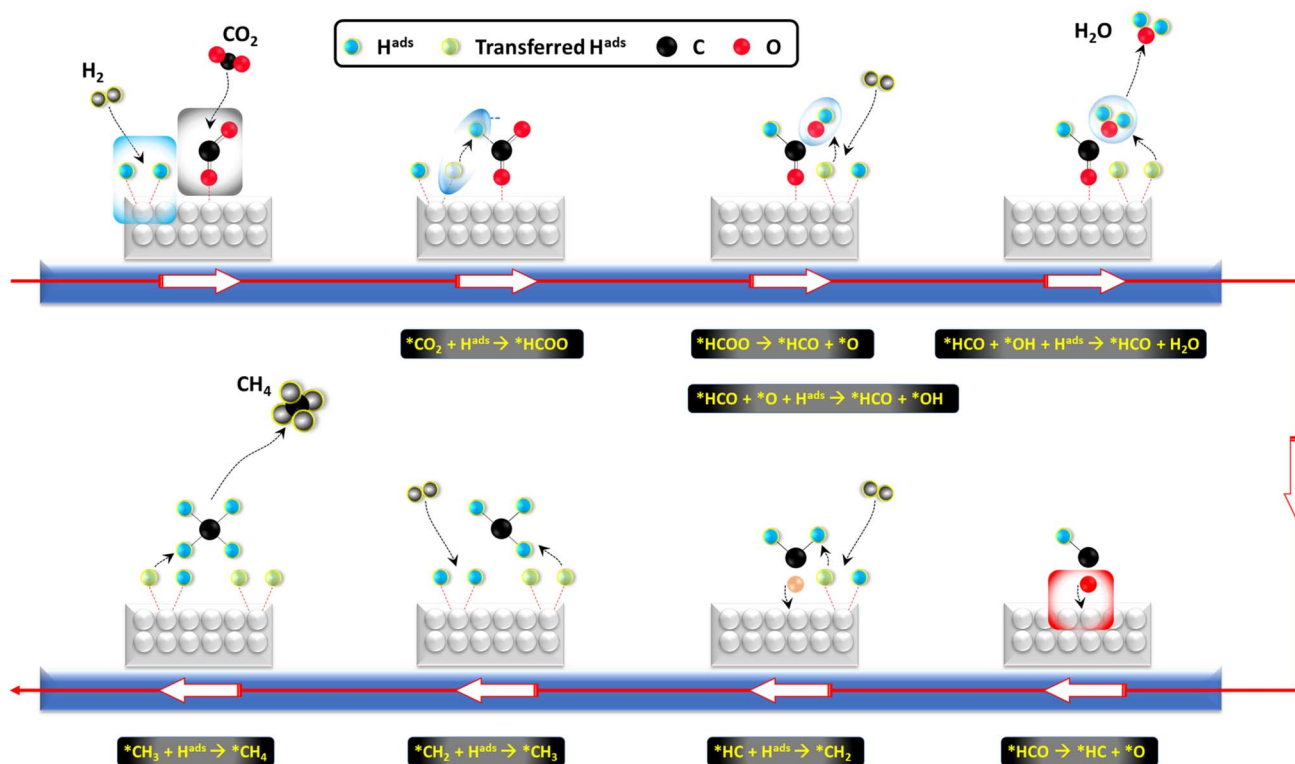 CO₂
H₂
Hᵃᵈˢ Transferred Hᵃᵈˢ C O
H₂O
*CO₂ + Hᵃᵈˢ → *HCOO
*HCOO → *HCO + *O
*HCO + *OH + Hᵃᵈˢ → *HCO + H₂O
*HCO + *O + Hᵃᵈˢ → *HCO + *OH
CH₄
*CH₃ + Hᵃᵈˢ → *CH₄
*CH₂ + Hᵃᵈˢ → *CH₃
*HC + Hᵃᵈˢ → *CH₂
*HCO → *HC + *O